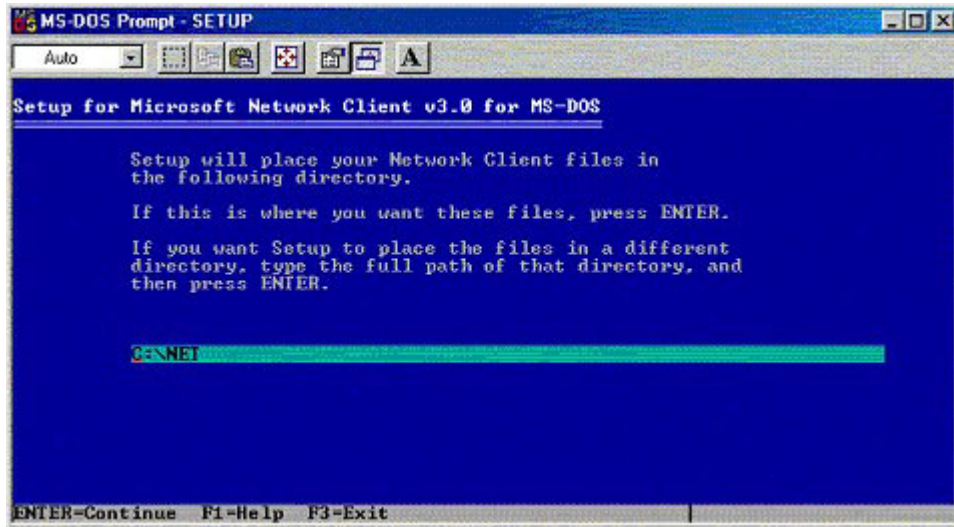 MS-DOS Prompt - SETUP
Auto
A
Setup for Microsoft Network Client v3.0 for MS-DOS
Setup will place your Network Client files in
the following directory.
If this is where you want these files, press ENTER.
If you want Setup to place the files in a different
directory, type the full path of that directory, and
then press ENTER.
C:\NET
ENTER=Continue F1=Help F3=Exit